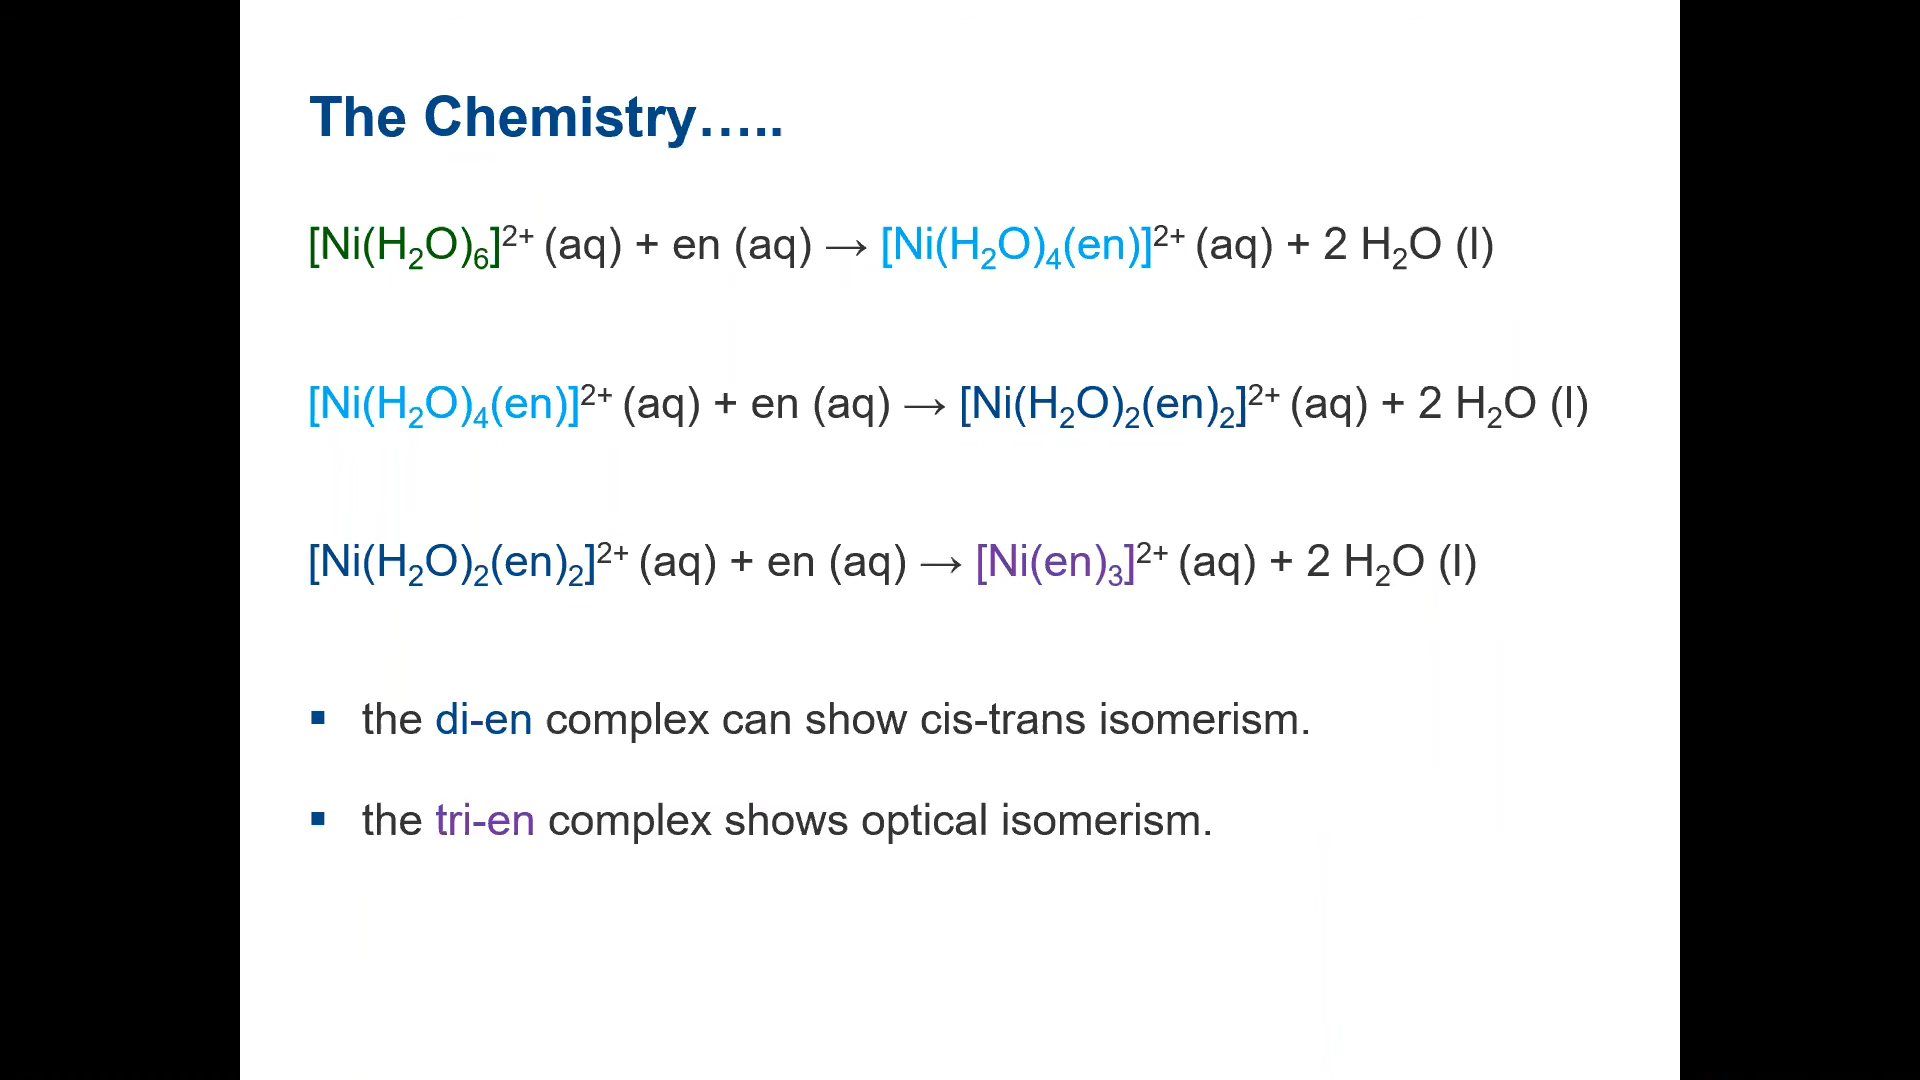 The Chemistry…..
[Ni(H₂O)₆]²⁺ (aq) + en (aq) → [Ni(H₂O)₄(en)]²⁺ (aq) + 2 H₂O (l)
[Ni(H₂O)₄(en)]²⁺ (aq) + en (aq) → [Ni(H₂O)₂(en)₂]²⁺ (aq) + 2 H₂O (l)
[Ni(H₂O)₂(en)₂]²⁺ (aq) + en (aq) → [Ni(en)₃]²⁺ (aq) + 2 H₂O (l)
▪ the di-en complex can show cis-trans isomerism.
▪ the tri-en complex shows optical isomerism.